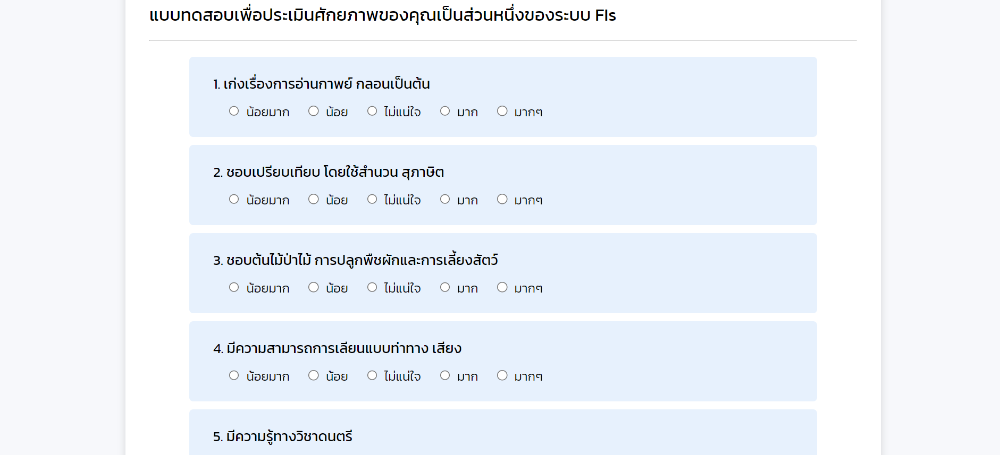 แบบทดสอบเพื่อประเมินศักยภาพของคุณเป็นส่วนหนึ่งของระบบ FIs
1. เก่งเรื่องการอ่านกาพย์ กลอนเป็นต้น
น้อยมาก น้อย ไม่แน่ใจ มาก มากๆ
2. ชอบเปรียบเทียบ โดยใช้สำนวน สุภาษิต
น้อยมาก น้อย ไม่แน่ใจ มาก มากๆ
3. ชอบต้นไม้ป่าไม้ การปลูกพืชผักและการเลี้ยงสัตว์
น้อยมาก น้อย ไม่แน่ใจ มาก มากๆ
4. มีความสามารถการเลียนแบบท่าทาง เสียง
น้อยมาก น้อย ไม่แน่ใจ มาก มากๆ
5. มีความรู้ทางวิชาดนตรี